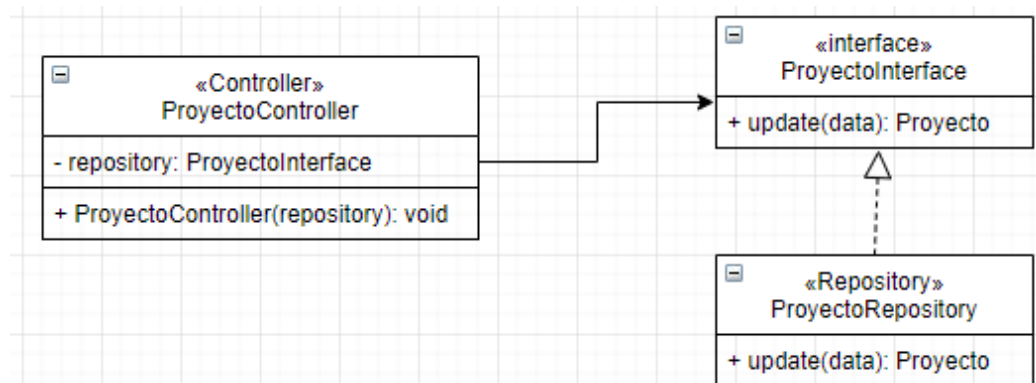 «Controller»
ProyectoController
- repository: ProyectoInterface
+ ProyectoController(repository): void
«interface»
ProyectoInterface
+ update(data): Proyecto
«Repository»
ProyectoRepository
+ update(data): Proyecto